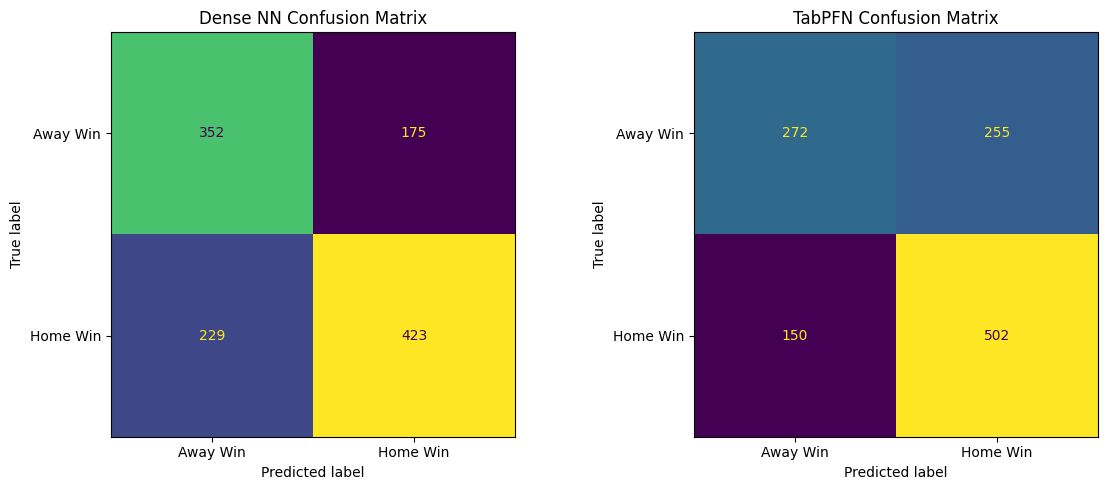 Dense NN Confusion Matrix
True label
Away Win
352
175
Home Win
229
423
Away Win
Home Win
Predicted label
TabPFN Confusion Matrix
True label
Away Win
272
255
Home Win
150
502
Away Win
Home Win
Predicted label